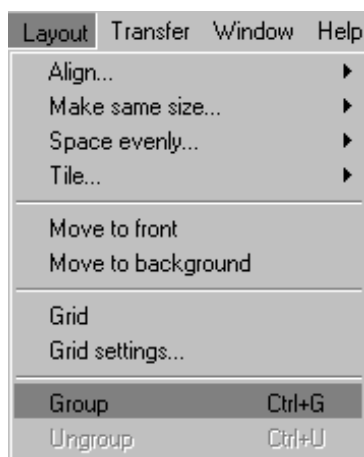 Layout Transfer Window Help
Align...
Make same size...
Space evenly...
Tile...
Move to front
Move to background
Grid
Grid settings...
Group Ctrl+G
Ungroup Ctrl+U